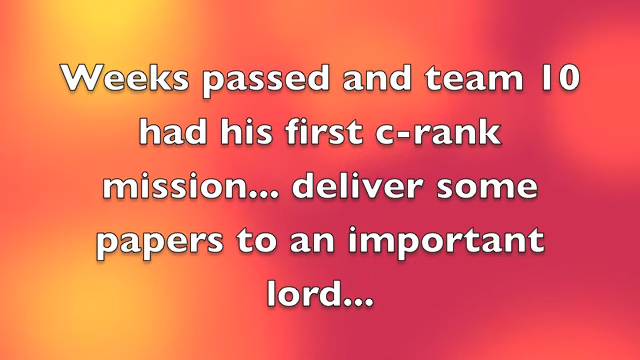 Weeks passed and team 10
had his first c-rank
mission... deliver some
papers to an important
lord...